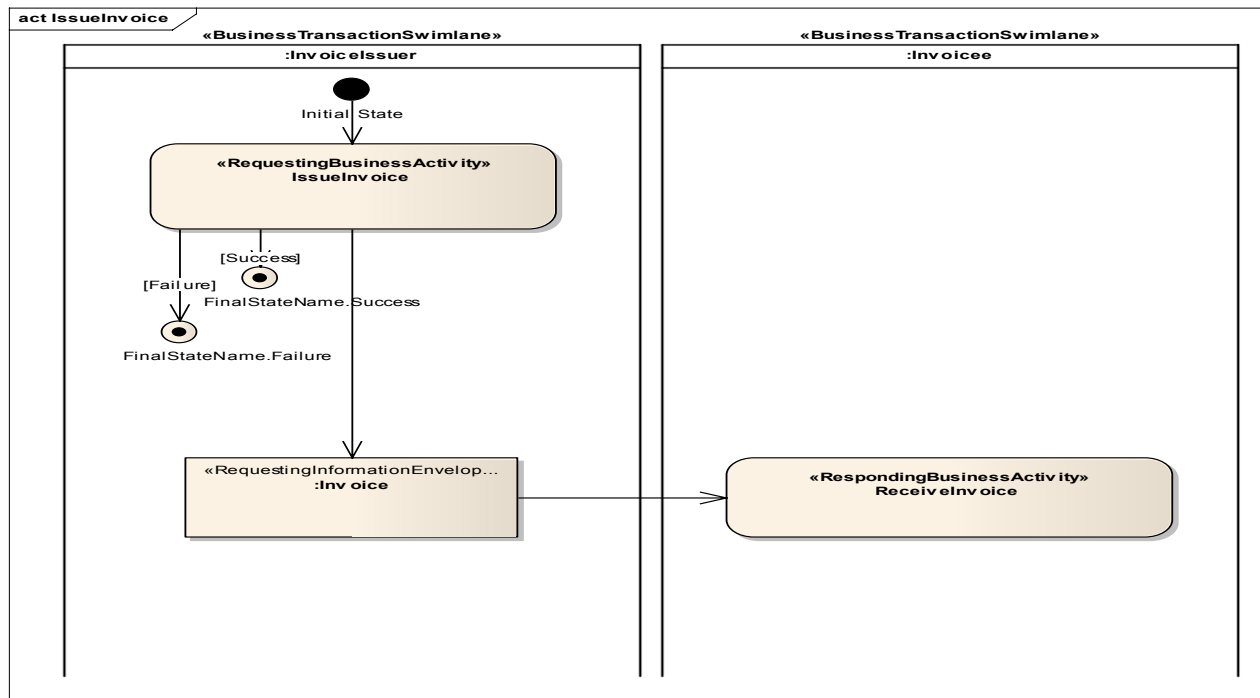 act IssueInvoice
«BusinessTransactionSwimlane»
:InvoiceIssuer
«BusinessTransactionSwimlane»
:Invoicee
Initial State
«RequestingBusinessActivity»
IssueInvoice
[Success]
[Failure]
FinalStateName.Success
FinalStateName.Failure
«RequestingInformationEnvelop...
:Invoice
«RespondingBusinessActivity»
ReceiveInvoice